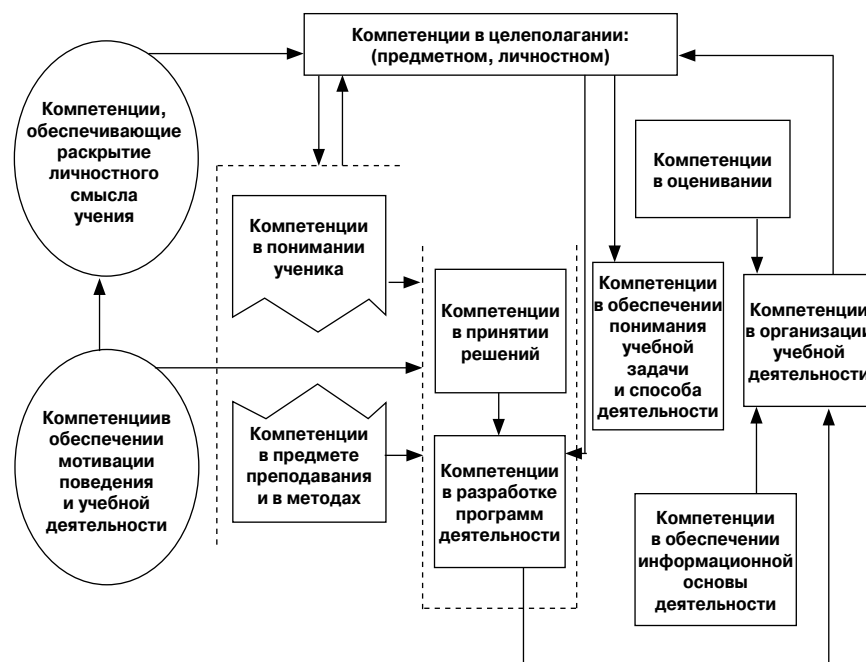 Компетенции в целеполагании:
(предметном, личностном)
Компетенции,
обеспечивающие
раскрытие
личностного
смысла
учения
Компетенции
в оценивании
Компетенции
в понимании
ученика
Компетенции
в принятии
решений
Компетенции
в обеспечении
понимания
учебной
задачи
и способа
деятельности
Компетенции
в организации
учебной
деятельности
Компетенциив
обеспечении
мотивации
поведения
и учебной
деятельности
Компетенции
в предмете
преподавания
и в методах
Компетенции
в разработке
программ
деятельности
Компетенции
в обеспечении
информационной
основы
деятельности